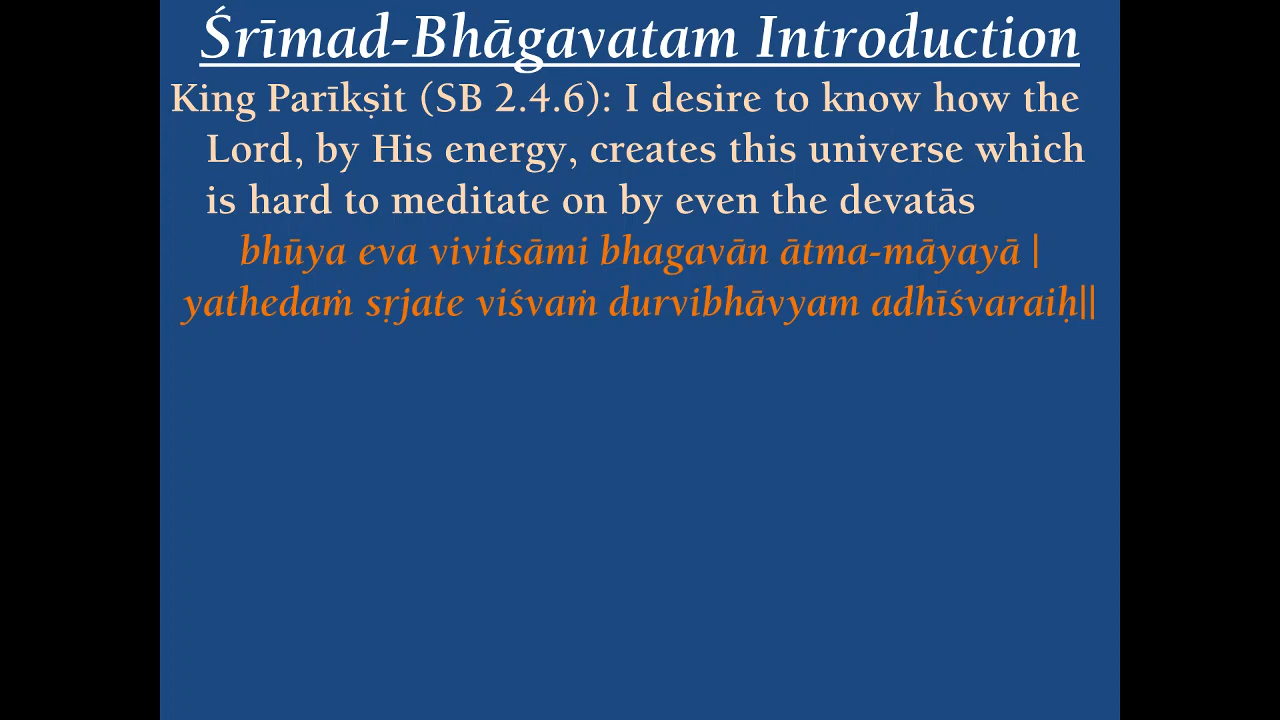 Śrīmad-Bhāgavatam Introduction
King Parīkṣit (SB 2.4.6): I desire to know how the
Lord, by His energy, creates this universe which
is hard to meditate on by even the devatās
bhūya eva vivitsāmi bhagavān ātma-māyayā |
yathedaṁ sṛjate viśvaṁ durvibhāvyam adhīśvaraiḥ||